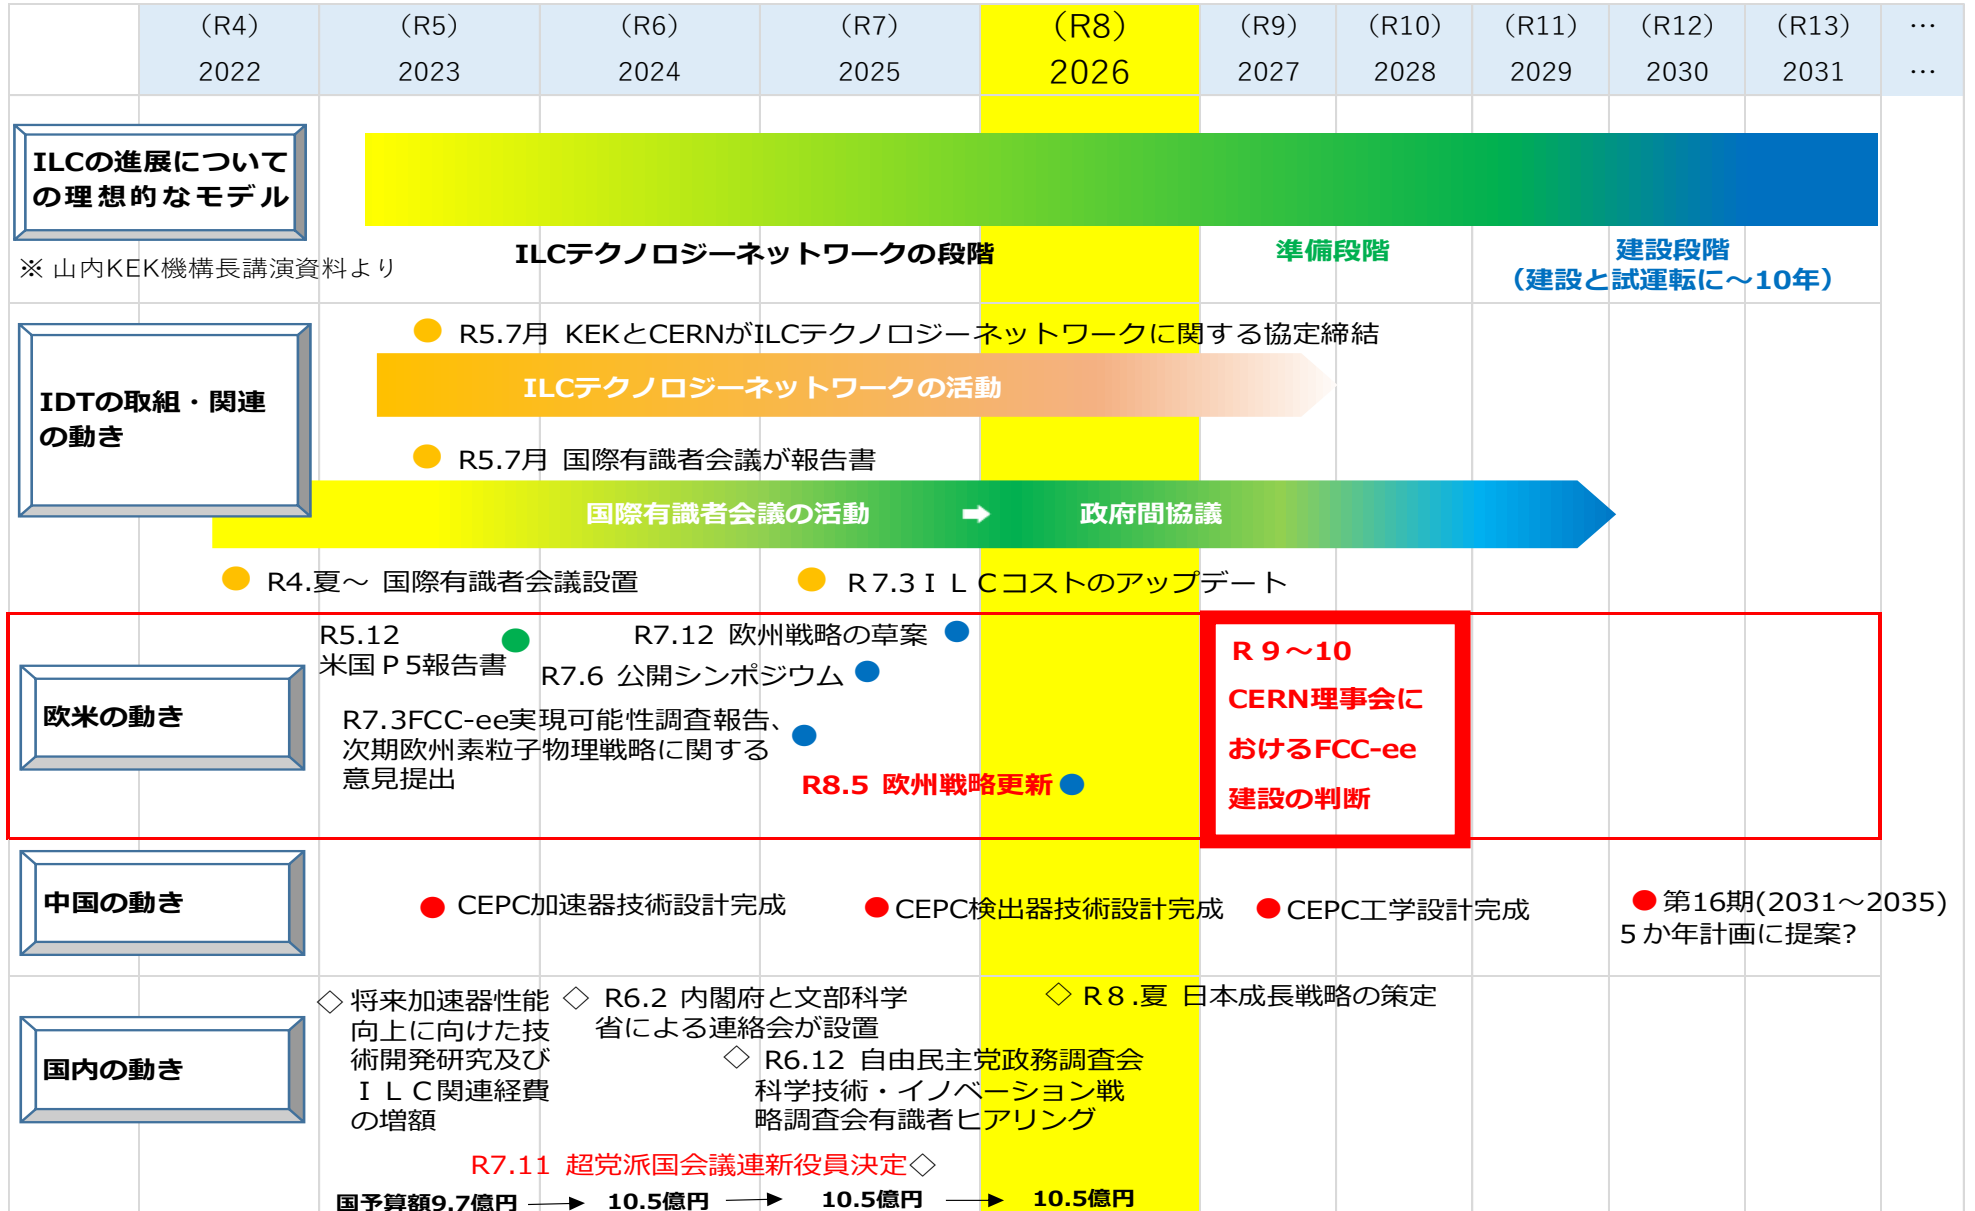 （R4） （R5） （R6） （R7） （R8） （R9） （R10） （R11） （R12） （R13） …
2022 2023 2024 2025 2026 2027 2028 2029 2030 2031 …
ILCの進展について
の理想的なモデル
※ 山内KEK機構長講演資料より
ILCテクノロジーネットワークの段階
準備段階
建設段階
（建設と試運転に～10年）
IDTの取組・関連
の動き
R5.7月 KEKとCERNがILCテクノロジーネットワークに関する協定締結
ILCテクノロジーネットワークの活動
R5.7月 国際有識者会議が報告書
国際有識者会議の活動 ➡ 政府間協議
R4.夏～ 国際有識者会議設置
R７.3 ＩＬＣコストのアップデート
欧米の動き
R5.12
米国Ｐ5報告書
R7.12 欧州戦略の草案
R7.6 公開シンポジウム
R7.3FCC-ee実現可能性調査報告、
次期欧州素粒子物理戦略に関する
意見提出
R8.5 欧州戦略更新
R９～10
CERN理事会に
おけるFCC-ee
建設の判断
中国の動き
CEPC加速器技術設計完成
CEPC検出器技術設計完成
CEPC工学設計完成
第16期(2031～2035)
５か年計画に提案?
国内の動き
◇ 将来加速器性能
向上に向けた技
術開発研究及び
ＩＬＣ関連経費
の増額
◇ R6.2 内閣府と文部科学
省による連絡会が設置
◇ R6.12 自由民主党政務調査会
科学技術・イノベーション戦
略調査会有識者ヒアリング
◇ R８.夏 日本成長戦略の策定
R7.11 超党派国会議連新役員決定◇
国予算額9.7億円 → 10.5億円 → 10.5億円 → 10.5億円